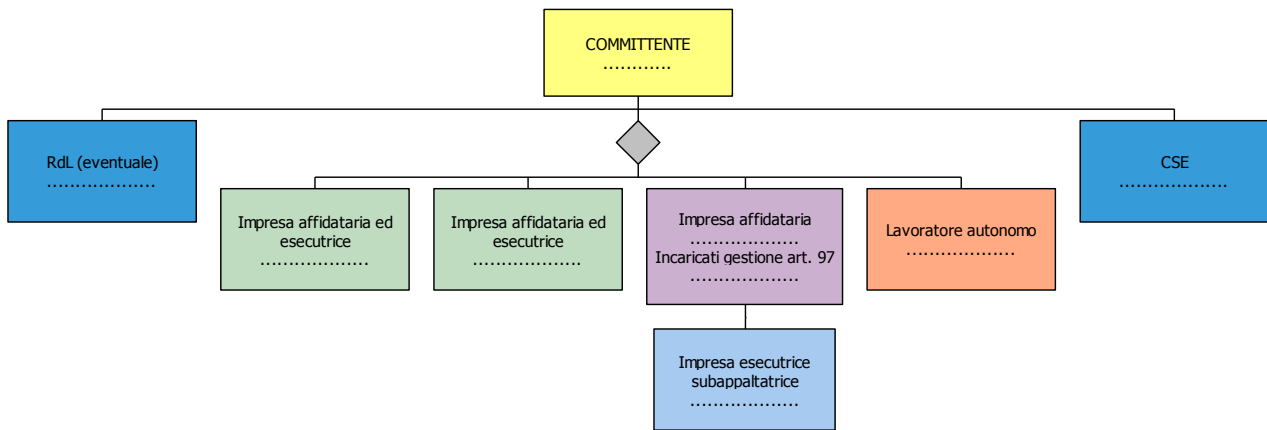 COMMITTENTE
............
RdL (eventuale)
...................
CSE
...................
Impresa affidataria ed
esecutrice
...................
Impresa affidataria ed
esecutrice
...................
Impresa affidataria
...................
Incaricati gestione art. 97
...................
Lavoratore autonomo
...................
Impresa esecutrice
subappaltatrice
...................